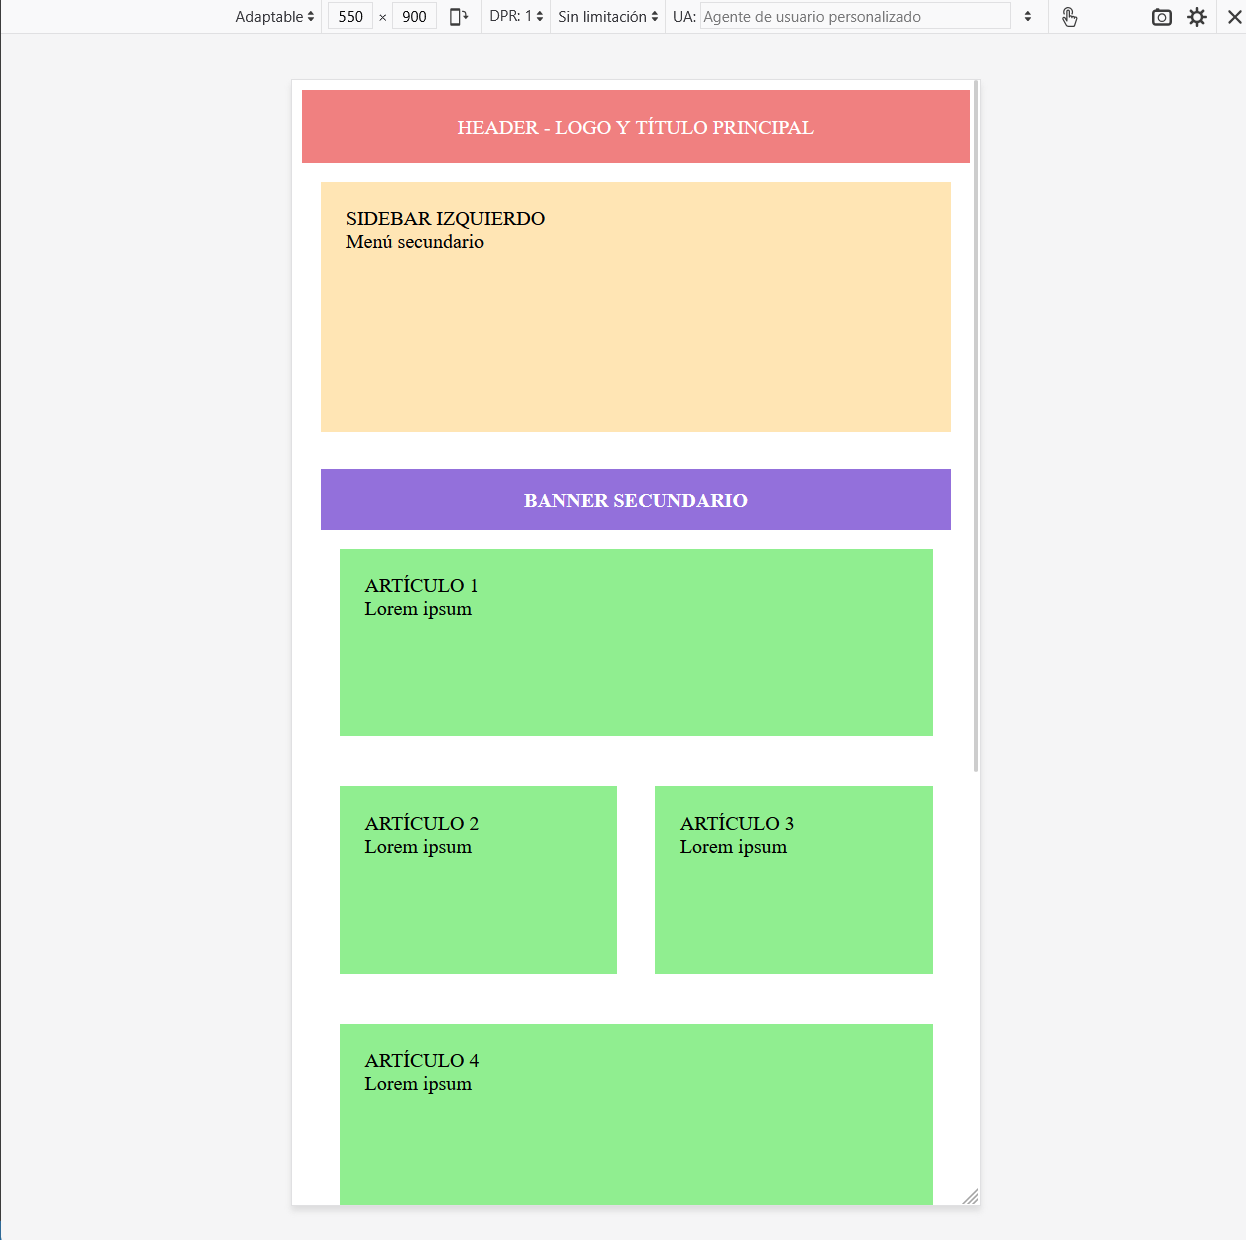 Adaptable 550 × 900 DPR: 1 Sin limitación UA: Agente de usuario personalizado
HEADER - LOGO Y TÍTULO PRINCIPAL
SIDEBAR IZQUIERDO
Menú secundario
BANNER SECUNDARIO
ARTÍCULO 1
Lorem ipsum
ARTÍCULO 2
Lorem ipsum
ARTÍCULO 3
Lorem ipsum
ARTÍCULO 4
Lorem ipsum